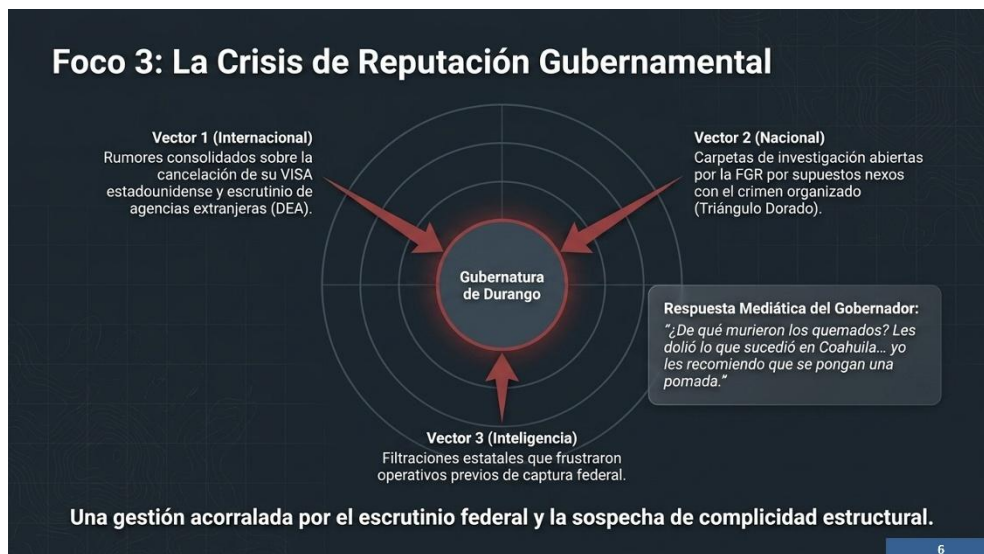 Foco 3: La Crisis de Reputación Gubernamental
Vector 1 (Internacional)
Rumores consolidados sobre la
cancelación de su VISA
estadounidense y escrutinio de
agencias extranjeras (DEA).
Vector 2 (Nacional)
Carpetas de investigación abiertas
por la FGR por supuestos nexos
con el crimen organizado
(Triángulo Dorado).
Gubernatura
de Durango
Respuesta Mediática del Gobernador:
“¿De qué murieron los quemados? Les
dolió lo que sucedió en Coahuila... yo
les recomiendo que se pongan una
pomada.”
Vector 3 (Inteligencia)
Filtraciones estatales que frustraron
operativos previos de captura federal.
Una gestión acorralada por el escrutinio federal y la sospecha de complicidad estructural.
6